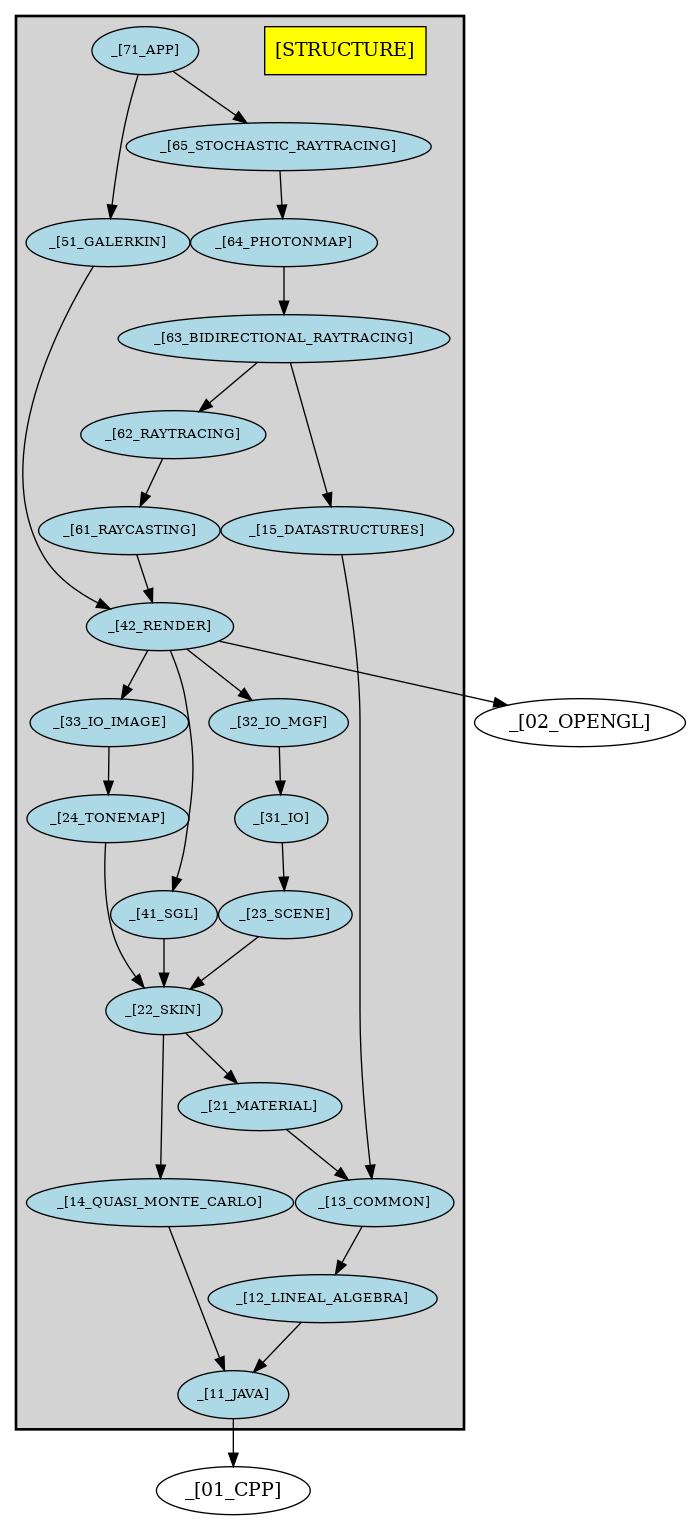 _[71_APP]
[STRUCTURE]
_[65_STOCHASTIC_RAYTRACING]
_[51_GALERKIN]
_[64_PHOTONMAP]
_[63_BIDIRECTIONAL_RAYTRACING]
_[62_RAYTRACING]
_[61_RAYCASTING]
_[15_DATASTRUCTURES]
_[42_RENDER]
_[33_IO_IMAGE]
_[32_IO_MGF]
_[02_OPENGL]
_[24_TONEMAP]
_[31_IO]
_[41_SGL]
_[23_SCENE]
_[22_SKIN]
_[21_MATERIAL]
_[14_QUASI_MONTE_CARLO]
_[13_COMMON]
_[12_LINEAL_ALGEBRA]
_[11_JAVA]
_[01_CPP]